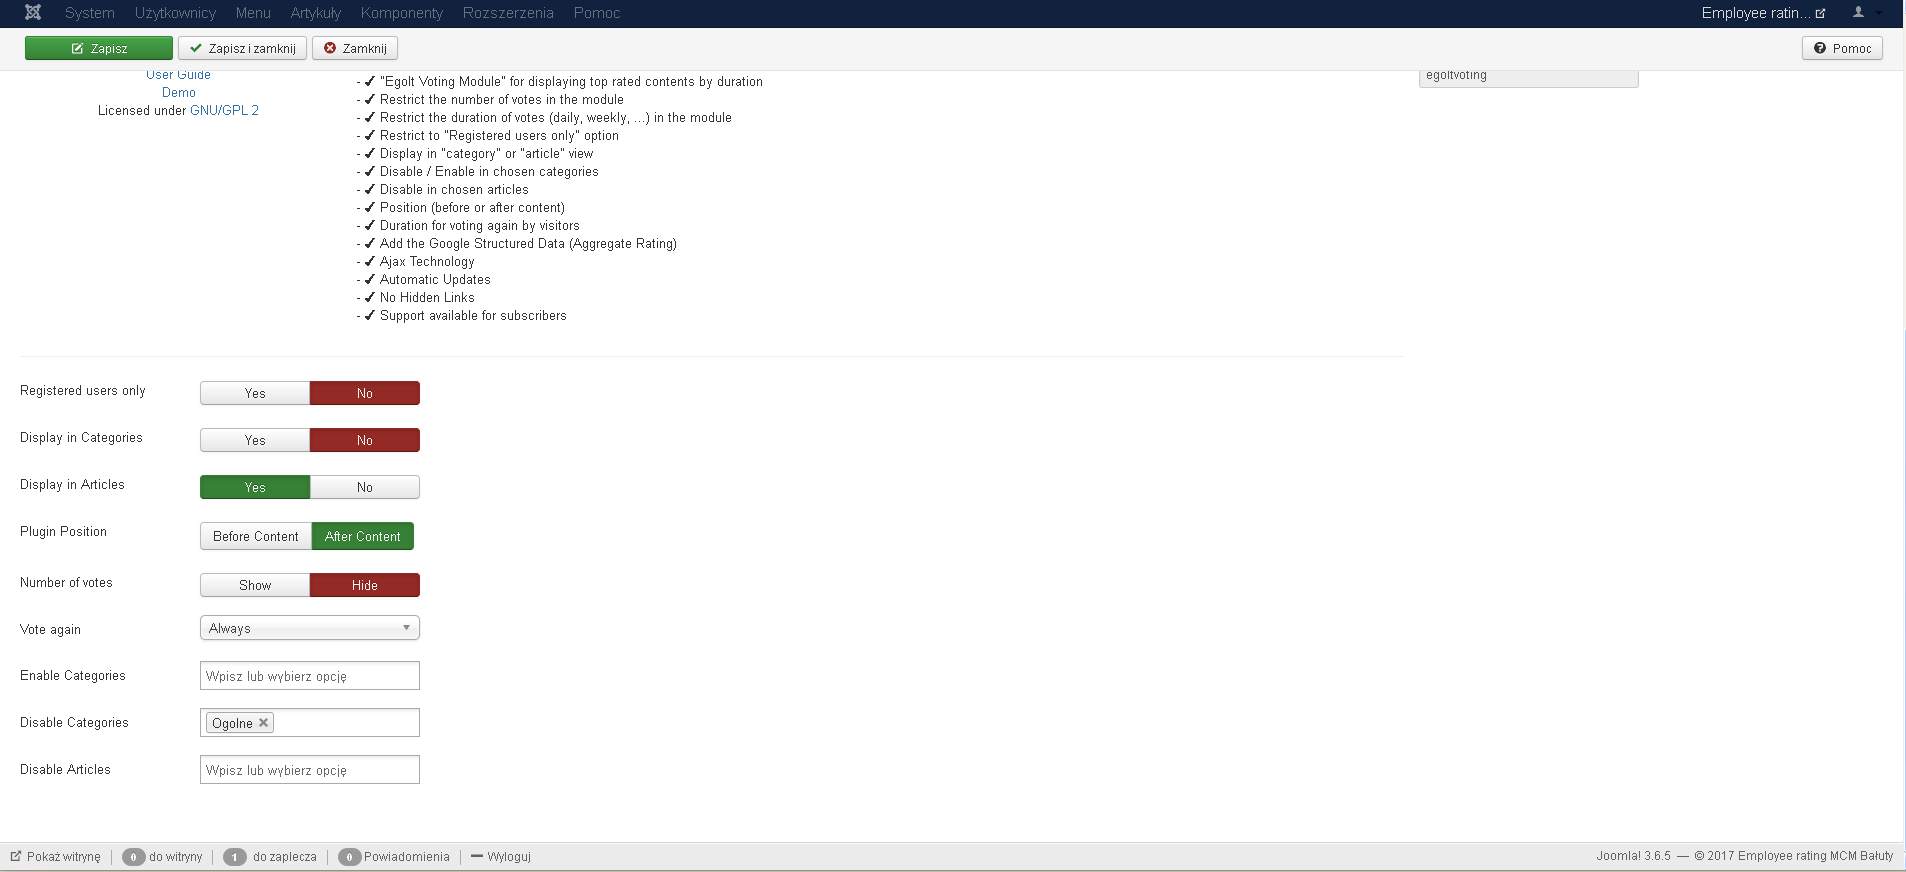 System Użytkownicy Menu Artykuły Komponenty Rozszerzenia Pomoc Employee ratin...
Zapisz Zapisz i zamknij Zamknij Pomoc
User Guide
Demo
Licensed under GNU/GPL 2
- ✔ "Egolt Voting Module" for displaying top rated contents by duration
- ✔ Restrict the number of votes in the module
- ✔ Restrict the duration of votes (daily, weekly, ...) in the module
- ✔ Restrict to "Registered users only" option
- ✔ Display in "category" or "article" view
- ✔ Disable / Enable in chosen categories
- ✔ Disable in chosen articles
- ✔ Position (before or after content)
- ✔ Duration for voting again by visitors
- ✔ Add the Google Structured Data (Aggregate Rating)
- ✔ Ajax Technology
- ✔ Automatic Updates
- ✔ No Hidden Links
- ✔ Support available for subscribers
egoltvoting
Registered users only Yes No
Display in Categories Yes No
Display in Articles Yes No
Plugin Position Before Content After Content
Number of votes Show Hide
Vote again Always
Enable Categories Wpisz lub wybierz opcję
Disable Categories Ogolne
Disable Articles Wpisz lub wybierz opcję
Pokaż witrynę 0 do witryny 1 do zaplecza 0 Powiadomienia Wyloguj Joomla! 3.6.5 — © 2017 Employee rating MCM Bałuty